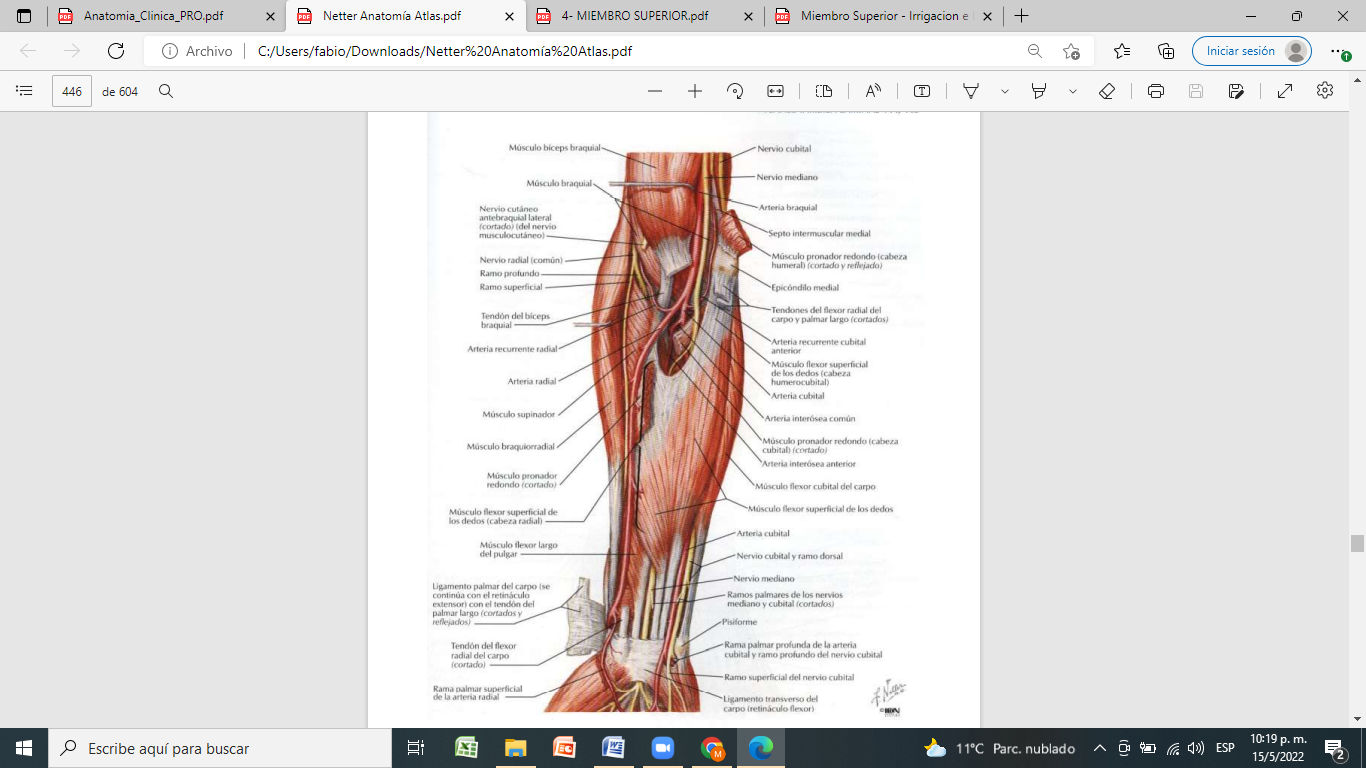 Anatomia_Clinica_PRO.pdf
Netter Anatomía Atlas.pdf
4- MIEMBRO SUPERIOR.pdf
Miembro Superior - Irrigacion e
Archivo
C:/Users/fabio/Downloads/Netter%20Anatomía%20Atlas.pdf
Iniciar sesión
446
de 604
Músculo bíceps braquial
Músculo braquial
Nervio cutáneo
antebraquial lateral
(cortado) (del nervio
musculocutáneo)
Nervio radial (común)
Ramo profundo
Ramo superficial
Tendón del bíceps
braquial
Arteria recurrente radial
Arteria radial
Músculo supinador
Músculo braquiorradial
Músculo pronador
redondo (cortado)
Músculo flexor superficial de
los dedos (cabeza radial)
Músculo flexor largo
del pulgar
Ligamento palmar del carpo (se
continúa con el retináculo
extensor) con el tendón del
palmar largo (cortados y
reflejados)
Tendón del flexor
radial del carpo
(cortado)
Rama palmar superficial
de la arteria radial
Nervio cubital
Nervio mediano
Arteria braquial
Septo intermuscular medial
Músculo pronador redondo (cabeza
humeral) (cortado y reflejado)
Epicóndilo medial
Tendones del flexor radial del
carpo y palmar largo (cortados)
Arteria recurrente cubital
anterior
Músculo flexor superficial
de los dedos (cabeza
humerocubital)
Arteria cubital
Arteria interósea común
Músculo pronador redondo (cabeza
cubital) (cortado)
Arteria interósea anterior
Músculo flexor cubital del carpo
Músculo flexor superficial de los dedos
Arteria cubital
Nervio cubital y ramo dorsal
Nervio mediano
Ramos palmares de los nervios
mediano y cubital (cortados)
Pisiforme
Rama palmar profunda de la arteria
cubital y ramo profundo del nervio cubital
Ramo superficial del nervio cubital
Ligamento transverso del
carpo (retináculo flexor)
Escribe aquí para buscar
11°C Parc. nublado
ESP
10:19 p. m.
15/5/2022
2